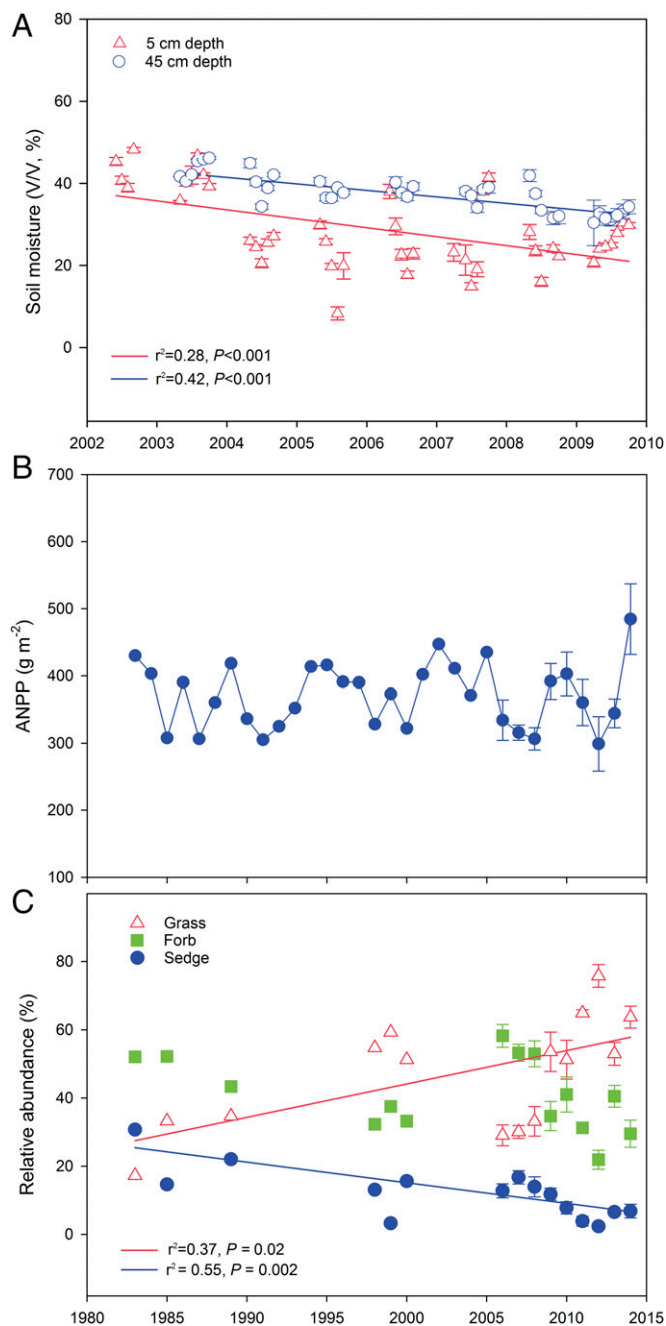 A
80
5 cm depth
45 cm depth
60
40
20
0
Soil moisture (V/V, %)
r²=0.28, P<0.001
r²=0.42, P<0.001
2002 2003 2004 2005 2006 2007 2008 2009 2010
B
700
600
500
400
300
200
100
ANPP (g m⁻²)
C
Grass
Forb
Sedge
80
60
40
20
0
Relative abundance (%)
r²=0.37, P = 0.02
r²= 0.55, P = 0.002
1980 1985 1990 1995 2000 2005 2010 2015